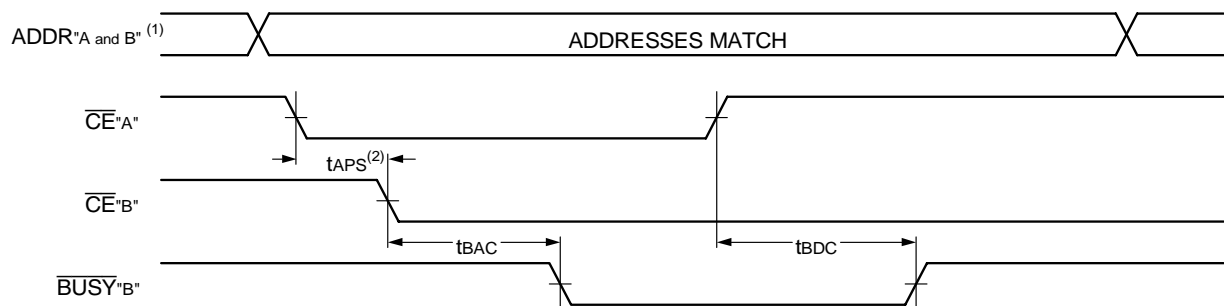 ADDR"A and B" (1)
ADDRESSES MATCH
CE"A"
tAPS(2)
CE"B"
tBAC
tBDC
BUSY"B"